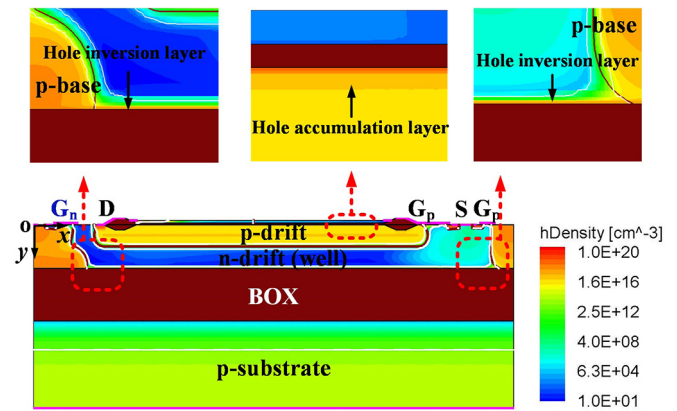 Hole inversion layer
p-base
Hole accumulation layer
p-base
Hole inversion layer
Gn D Gp S Gp
o
x
y
p-drift
n-drift (well)
BOX
p-substrate
hDensity [cm^-3]
1.0E+20
1.6E+16
2.5E+12
4.0E+08
6.3E+04
1.0E+01